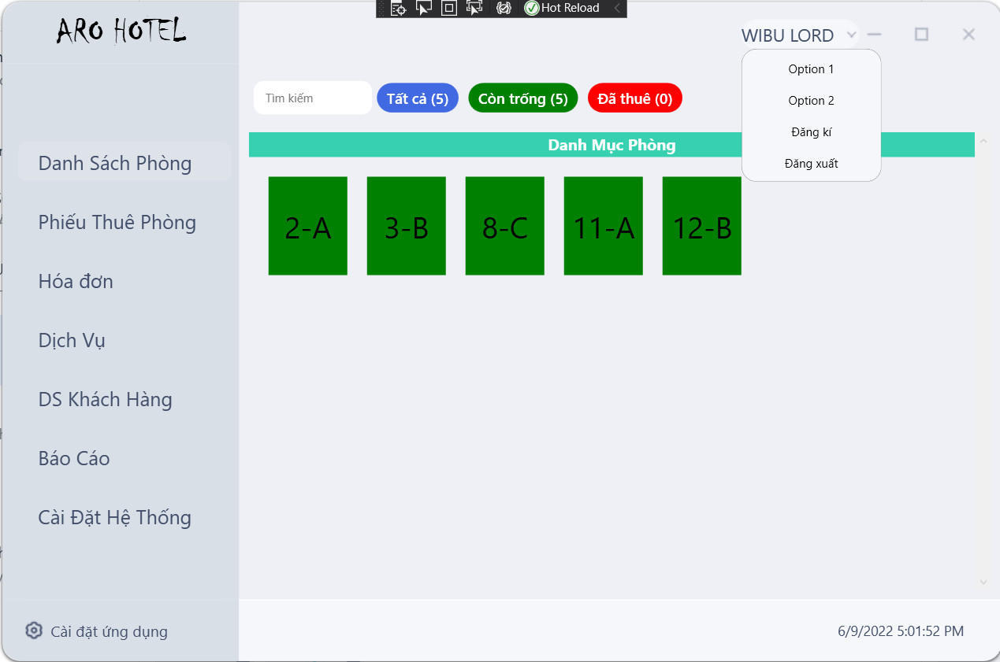 Hot Reload
ARO HOTEL
WIBU LORD
Option 1
Option 2
Đăng kí
Đăng xuất
Tìm kiếm
Tất cả (5)
Còn trống (5)
Đã thuê (0)
Danh Mục Phòng
2-A
3-B
8-C
11-A
12-B
Danh Sách Phòng
Phiếu Thuê Phòng
Hóa đơn
Dịch Vụ
DS Khách Hàng
Báo Cáo
Cài Đặt Hệ Thống
Cài đặt ứng dụng
6/9/2022 5:01:52 PM